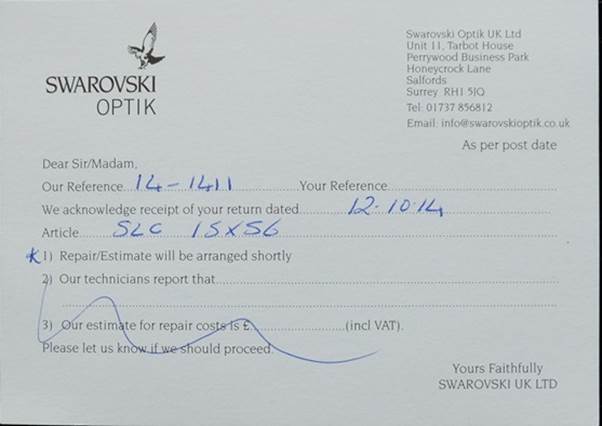 SWAROVSKI
OPTIK
Swarovski Optik UK Ltd
Unit 11, Tarbot House
Perrywood Business Park
Honeycrock Lane
Salfords
Surrey RH1 5JQ
Tel: 01737 856812
Email: info@swarovskioptik.co.uk
As per post date
Dear Sir/Madam,
Our Reference 14-1411 Your Reference
We acknowledge receipt of your return dated 12.10.14
Article SLC 15x56
*1) Repair/Estimate will be arranged shortly
2) Our technicians report that
3) Our estimate for repair costs is £ (incl VAT).
Please let us know if we should proceed.
Yours Faithfully
SWAROVSKI UK LTD